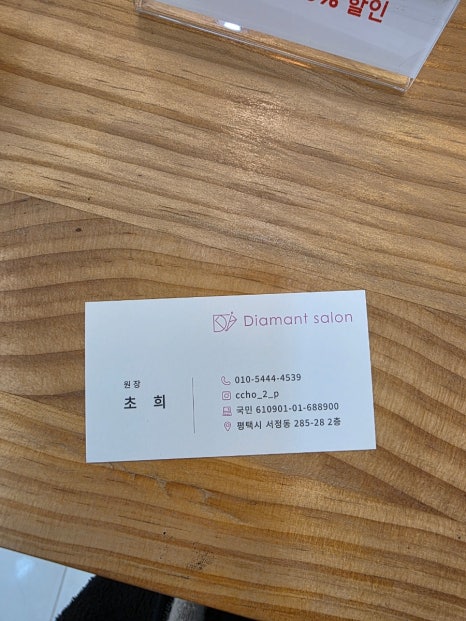 % 할인
Diamant salon
원장
초 희
010-5444-4539
ccho_2_p
국민 610901-01-688900
평택시 서정동 285-28 2층